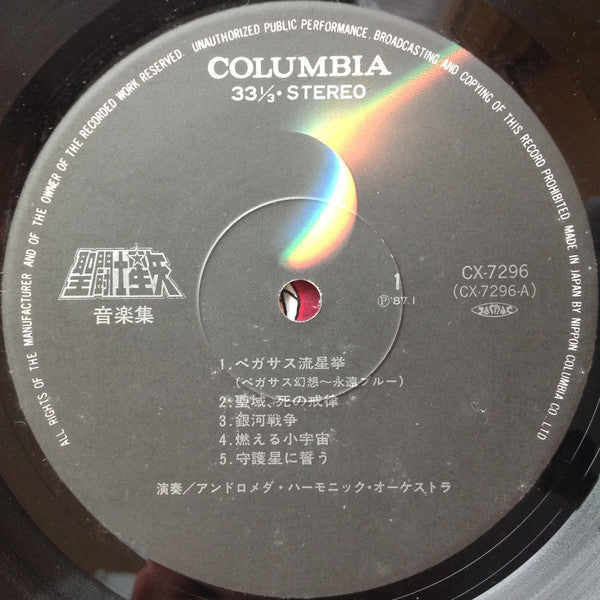 ALL RIGHTS OF THE MANUFACTURER AND OF THE OWNER OF THE RECORDED WORK RESERVED. UNAUTHORIZED PUBLIC PERFORMANCE, BROADCASTING AND COPYING OF THIS RECORD PROHIBITED. MADE IN JAPAN BY NIPPON COLUMBIA CO. LTD
COLUMBIA
33⅓・STEREO
聖闘士星矢
音楽集
1
Ⓟ'87.1
CX-7296
(CX-7296-A)
JASRAC
1. ペガサス流星拳
(ペガサス幻想〜永遠ブルー)
2. 聖域、死の戒律
3. 銀河戦争
4. 燃える小宇宙
5. 守護星に誓う
演奏/アンドロメダ・ハーモニック・オーケストラ